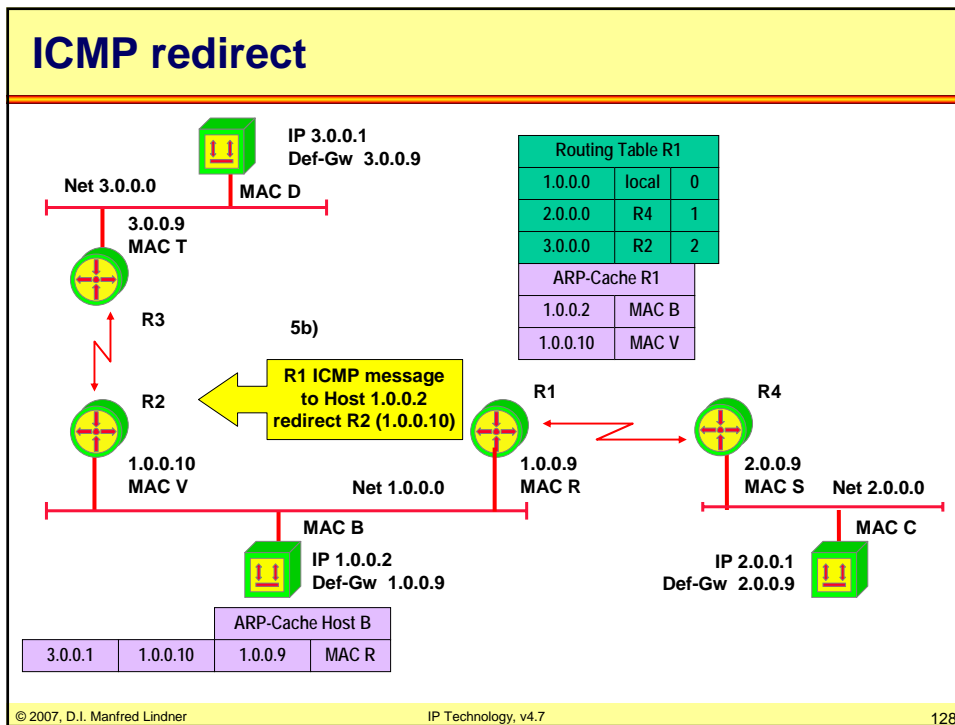 ICMP redirect
IP 3.0.0.1
Def-Gw 3.0.0.9
Net 3.0.0.0
MAC D
3.0.0.9
MAC T
R3
Routing Table R1
1.0.0.0 local 0
2.0.0.0 R4 1
3.0.0.0 R2 2
ARP-Cache R1
1.0.0.2 MAC B
1.0.0.10 MAC V
5b)
R1 ICMP message
to Host 1.0.0.2
redirect R2 (1.0.0.10)
R2
R1
R4
1.0.0.10
MAC V
Net 1.0.0.0
1.0.0.9
MAC R
2.0.0.9
MAC S
Net 2.0.0.0
MAC B
MAC C
IP 1.0.0.2
Def-Gw 1.0.0.9
IP 2.0.0.1
Def-Gw 2.0.0.9
ARP-Cache Host B
3.0.0.1 1.0.0.10 1.0.0.9 MAC R
© 2007, D.I. Manfred Lindner
IP Technology, v4.7
128